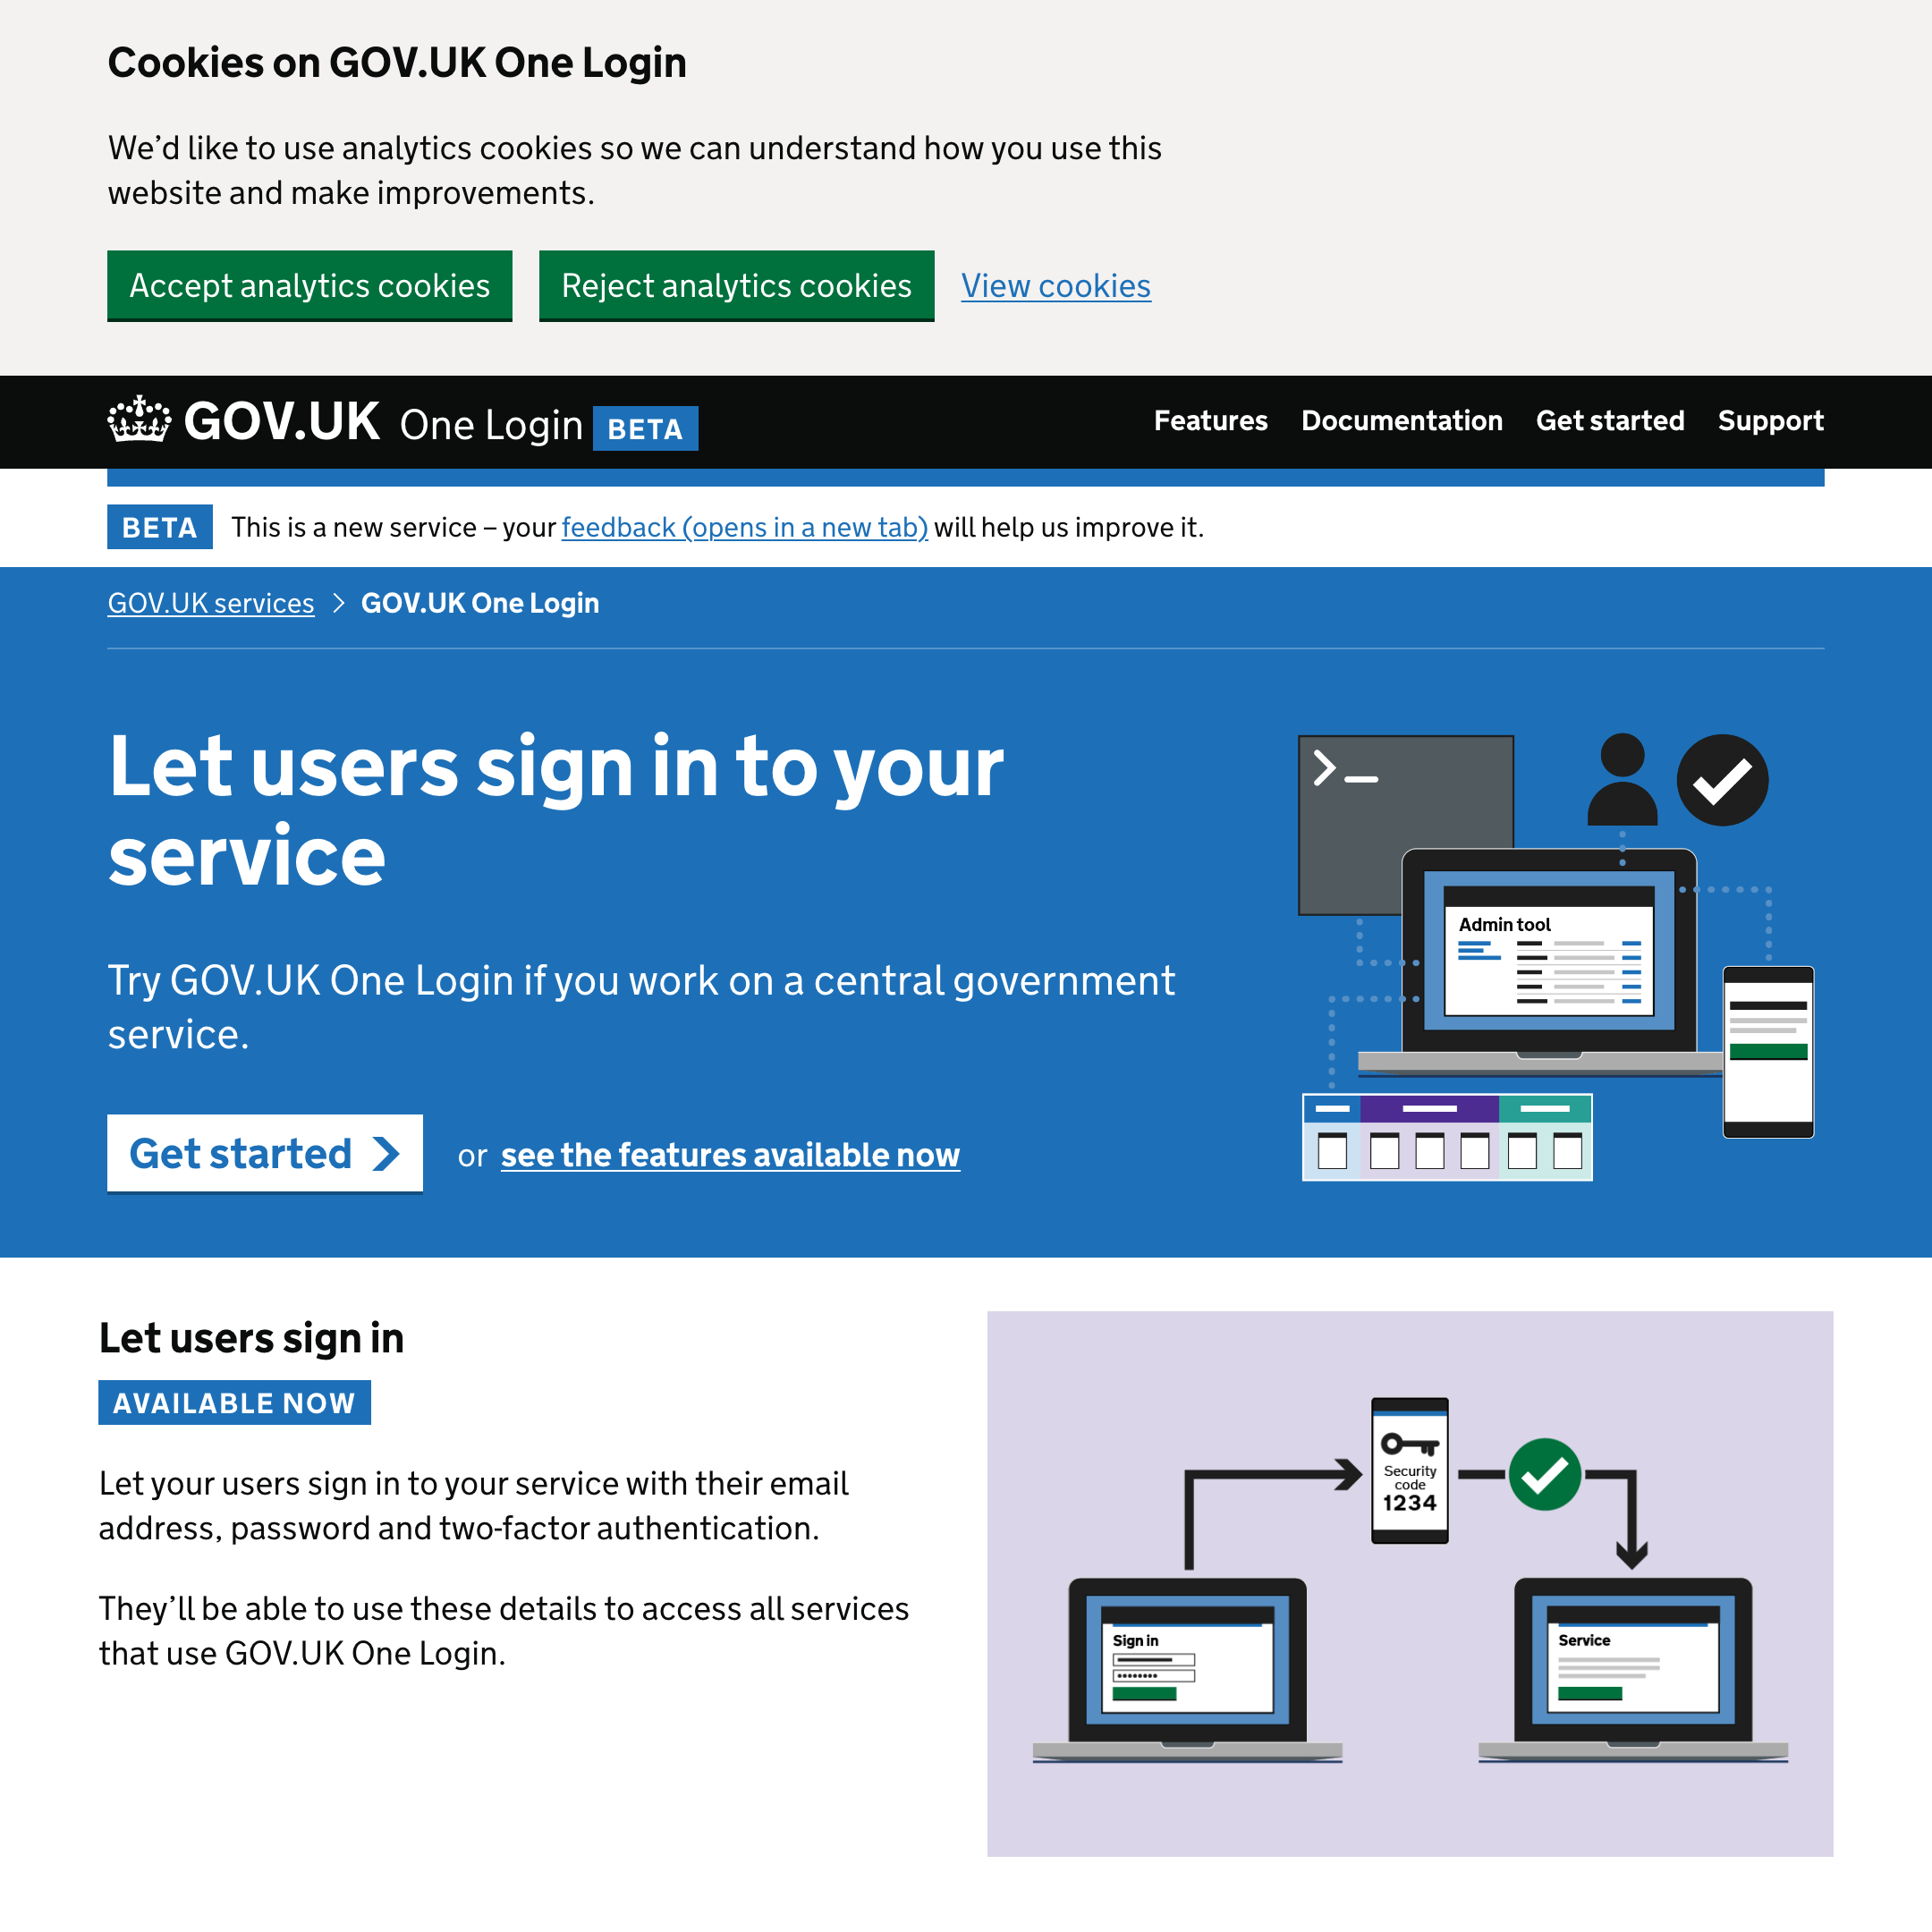 Cookies on GOV.UK One Login
We’d like to use analytics cookies so we can understand how you use this
website and make improvements.
Accept analytics cookies Reject analytics cookies View cookies
GOV.UK One Login BETA Features Documentation Get started Support
BETA This is a new service – your feedback (opens in a new tab) will help us improve it.
GOV.UK services > GOV.UK One Login
Let users sign in to your
service
Try GOV.UK One Login if you work on a central government
service.
Get started or see the features available now
Admin tool
Let users sign in
AVAILABLE NOW
Let your users sign in to your service with their email
address, password and two-factor authentication.
They’ll be able to use these details to access all services
that use GOV.UK One Login.
Security
code
1234
Sign in
Service